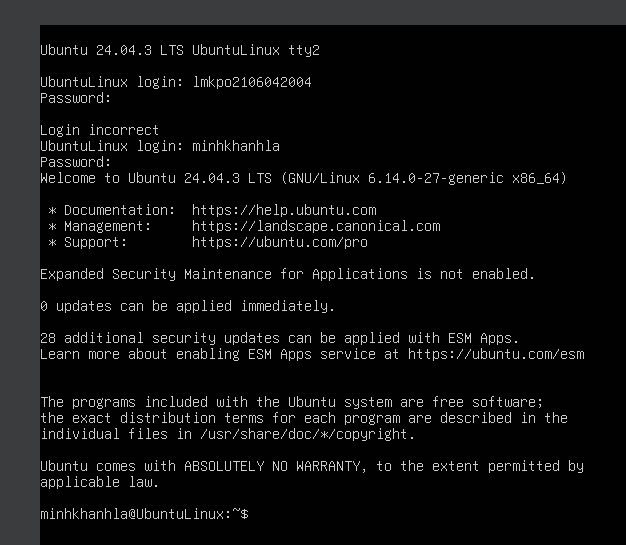 Ubuntu 24.04.3 LTS UbuntuLinux tty2
UbuntuLinux login: lmkpo2106042004
Password:
Login incorrect
UbuntuLinux login: minhkhanhla
Password:
Welcome to Ubuntu 24.04.3 LTS (GNU/Linux 6.14.0-27-generic x86_64)
* Documentation:  https://help.ubuntu.com
* Management:     https://landscape.canonical.com
* Support:        https://ubuntu.com/pro
Expanded Security Maintenance for Applications is not enabled.
0 updates can be applied immediately.
28 additional security updates can be applied with ESM Apps.
Learn more about enabling ESM Apps service at https://ubuntu.com/esm
The programs included with the Ubuntu system are free software;
the exact distribution terms for each program are described in the
individual files in /usr/share/doc/*/copyright.
Ubuntu comes with ABSOLUTELY NO WARRANTY, to the extent permitted by
applicable law.
minhkhanhla@UbuntuLinux:~$